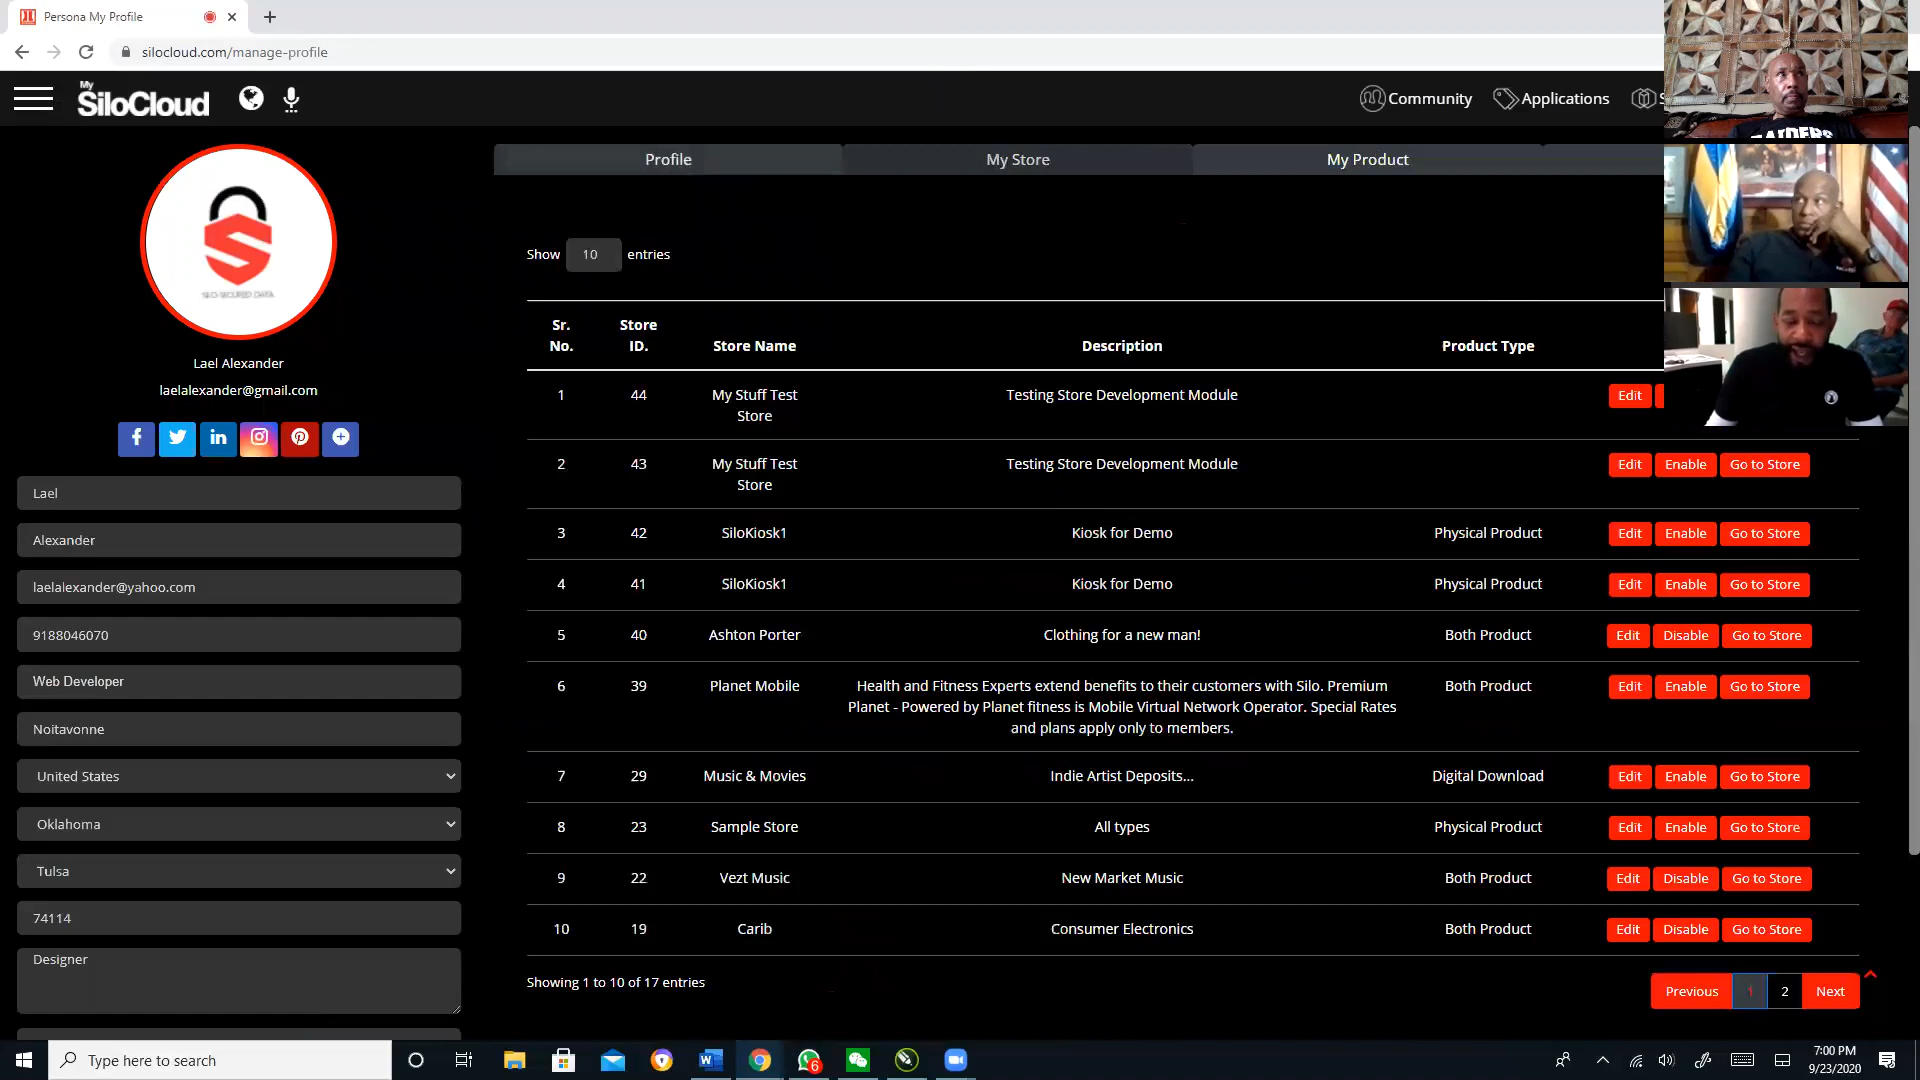 Persona My Profile
silocloud.com/manage-profile
My
SiloCloud
Community
Applications
S
Profile
My Store
My Product
SILO SECURED DATA
Lael Alexander
laelalexander@gmail.com
Lael
Alexander
laelalexander@yahoo.com
9188046070
Web Developer
Noitavonne
United States
Oklahoma
Tulsa
74114
Designer
Show 10 entries
Sr. No. Store ID. Store Name Description Product Type
1 44 My Stuff Test Store Testing Store Development Module Edit
2 43 My Stuff Test Store Testing Store Development Module Edit Enable Go to Store
3 42 SiloKiosk1 Kiosk for Demo Physical Product Edit Enable Go to Store
4 41 SiloKiosk1 Kiosk for Demo Physical Product Edit Enable Go to Store
5 40 Ashton Porter Clothing for a new man! Both Product Edit Disable Go to Store
6 39 Planet Mobile Health and Fitness Experts extend benefits to their customers with Silo. Premium
Planet - Powered by Planet fitness is Mobile Virtual Network Operator. Special Rates
and plans apply only to members. Both Product Edit Enable Go to Store
7 29 Music & Movies Indie Artist Deposits... Digital Download Edit Enable Go to Store
8 23 Sample Store All types Physical Product Edit Enable Go to Store
9 22 Vezt Music New Market Music Both Product Edit Disable Go to Store
10 19 Carib Consumer Electronics Both Product Edit Disable Go to Store
Showing 1 to 10 of 17 entries
Previous 1 2 Next
Type here to search
6
7:00 PM
9/23/2020